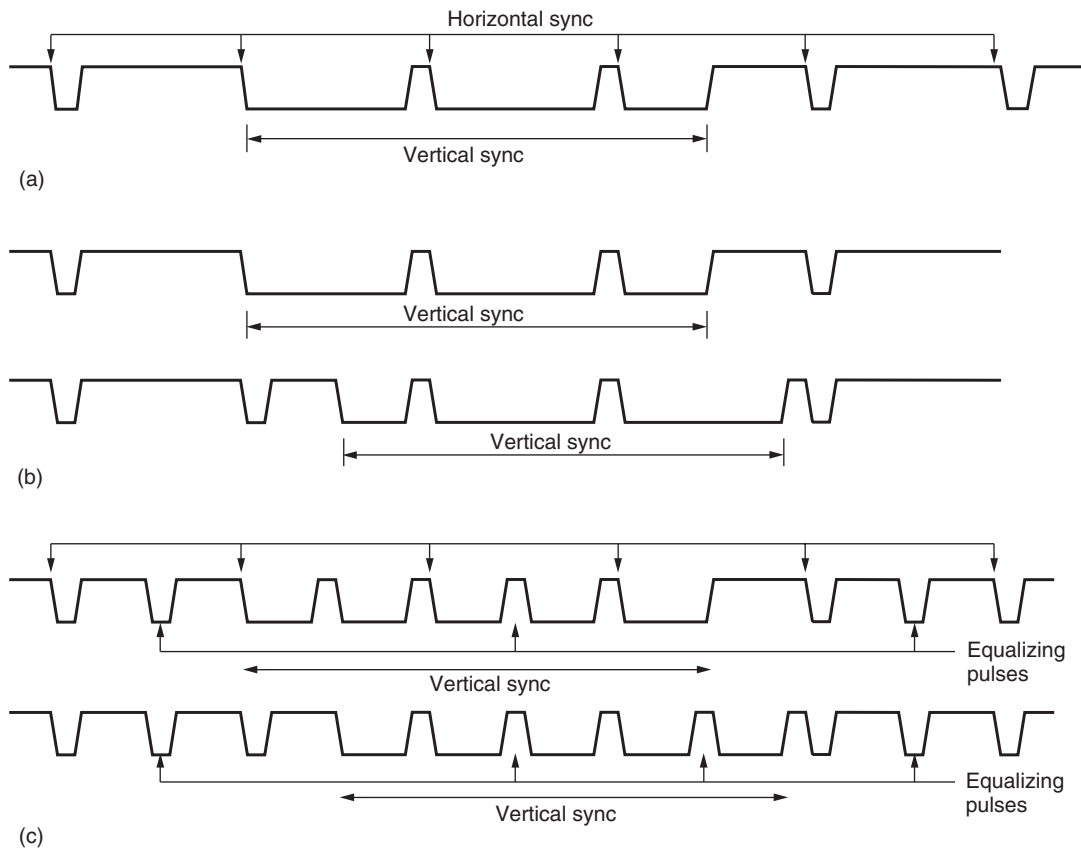 Horizontal sync
Vertical sync
(a)
Vertical sync
Vertical sync
(b)
Equalizing
pulses
Vertical sync
Equalizing
pulses
Vertical sync
(c)